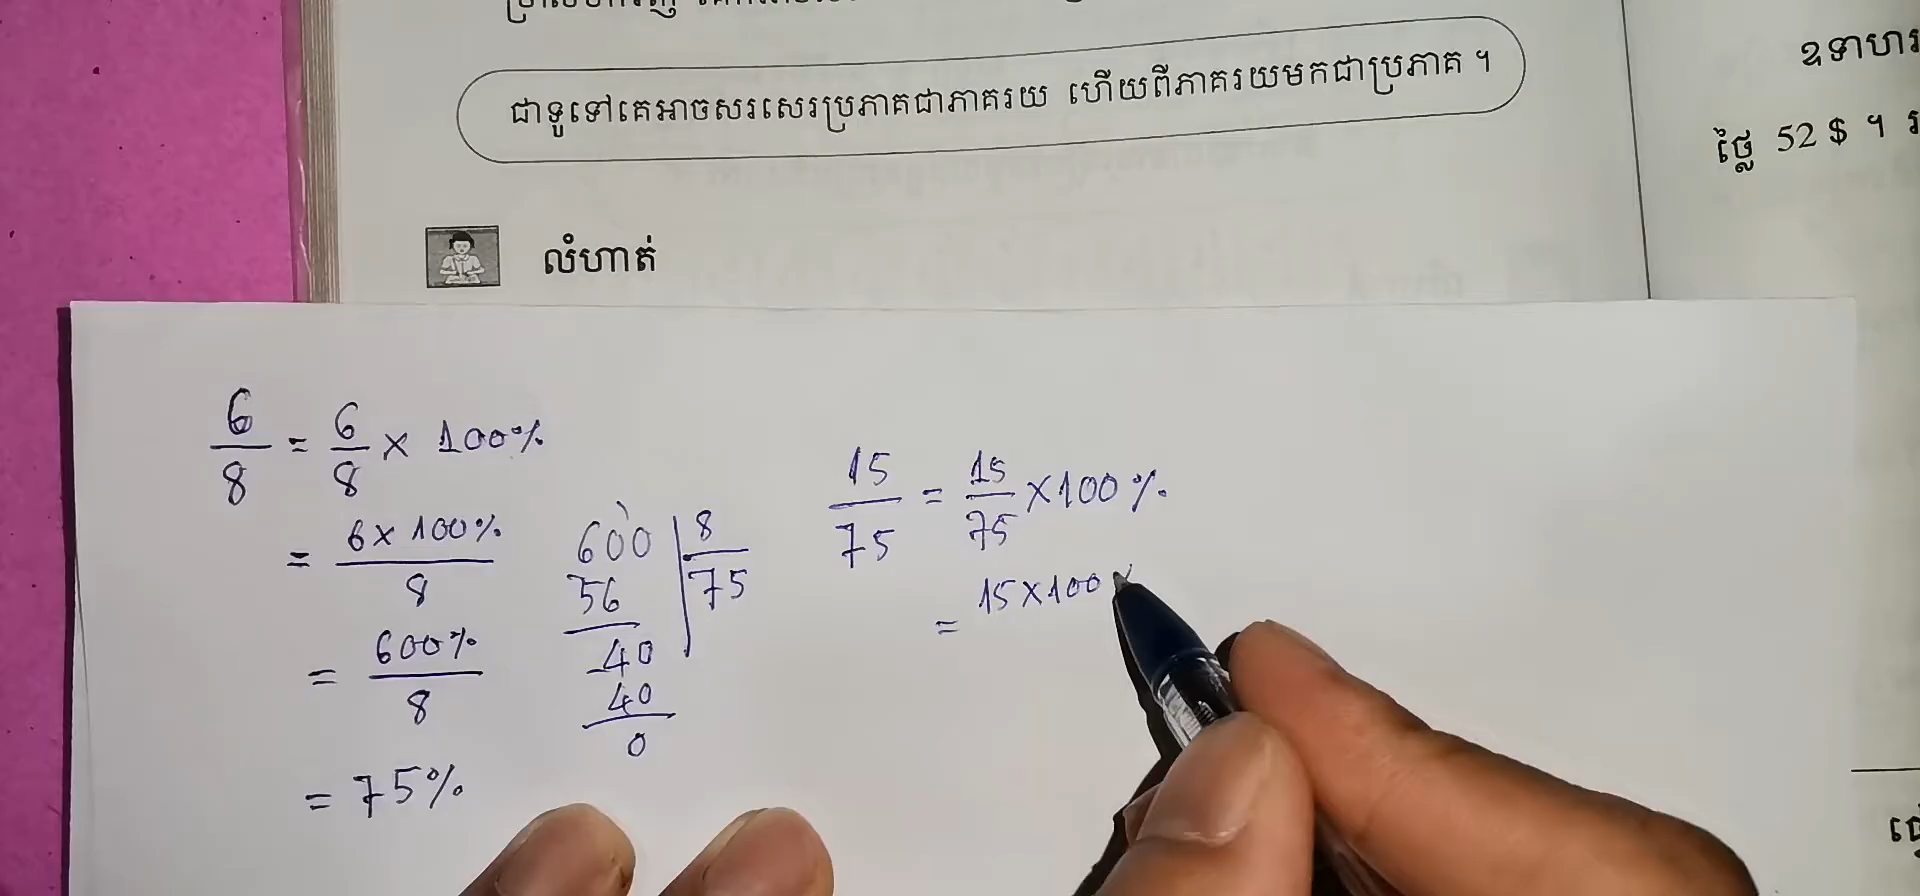 ជាទូទៅគេអាចសរសេរប្រភាគជាភាគរយ ហើយពីភាគរយមកជាប្រភាគ ។
ឧទាហរ
ថ្លៃ 52 $ ។
លំហាត់
6/8 = 6/8 × 100%
= 6 × 100% / 8
= 600% / 8
= 75%
600 | 8
56 | 75
-40
40
0
15/75 = 15/75 × 100 %
= 15 × 100